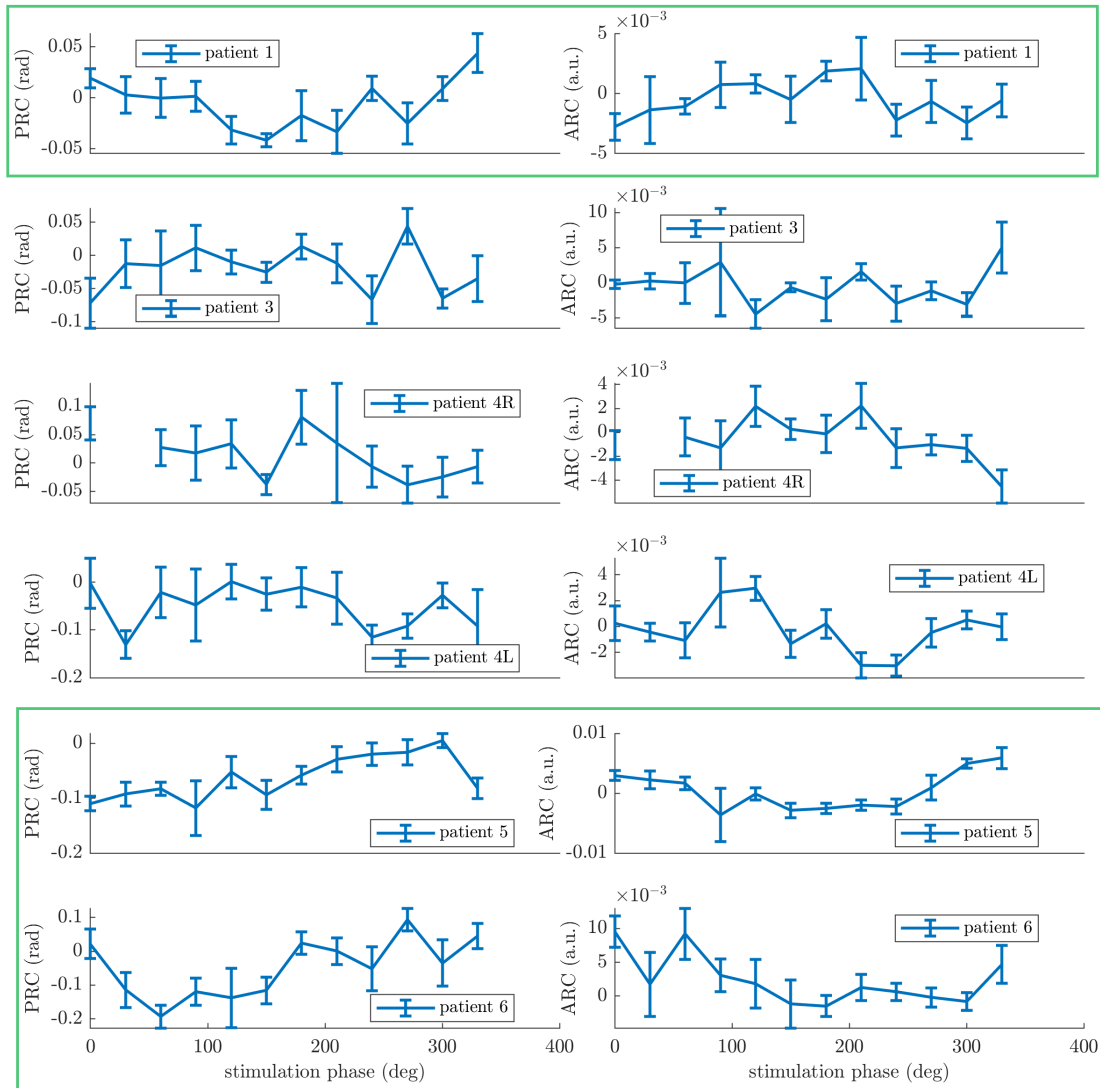 PRC (rad)
0.05
0
-0.05
patient 1
ARC (a.u.)
×10⁻³
5
0
-5
patient 1
PRC (rad)
0.05
0
-0.05
-0.1
patient 3
ARC (a.u.)
×10⁻³
10
5
0
-5
patient 3
PRC (rad)
0.1
0.05
0
-0.05
patient 4R
ARC (a.u.)
×10⁻³
4
2
0
-2
-4
patient 4R
PRC (rad)
0
-0.1
-0.2
patient 4L
ARC (a.u.)
×10⁻³
4
2
0
-2
patient 4L
PRC (rad)
0
-0.1
-0.2
patient 5
ARC (a.u.)
0.01
0
-0.01
patient 5
PRC (rad)
0.1
0
-0.1
-0.2
patient 6
0 100 200 300 400
stimulation phase (deg)
ARC (a.u.)
×10⁻³
10
5
0
patient 6
0 100 200 300 400
stimulation phase (deg)